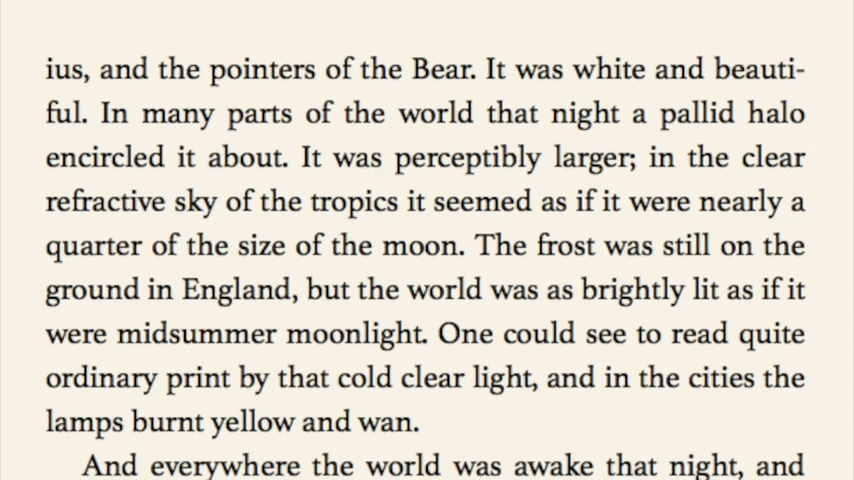 ius, and the pointers of the Bear. It was white and beauti-
ful. In many parts of the world that night a pallid halo
encircled it about. It was perceptibly larger; in the clear
refractive sky of the tropics it seemed as if it were nearly a
quarter of the size of the moon. The frost was still on the
ground in England, but the world was as brightly lit as if it
were midsummer moonlight. One could see to read quite
ordinary print by that cold clear light, and in the cities the
lamps burnt yellow and wan.
And everywhere the world was awake that night, and